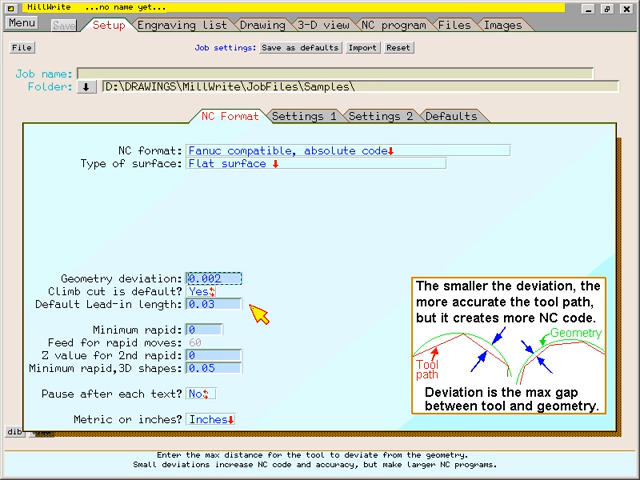 MillWrite ...no name yet...
Menu Save Setup Engraving list Drawing 3-D view NC program Files Images
File Job settings: Save as defaults Import Reset
Job name:
Folder: D:\DRAWINGS\MillWrite\JobFiles\Samples\
NC Format Settings 1 Settings 2 Defaults
NC format: Fanuc compatible, absolute code
Type of surface: Flat surface
Geometry deviation: 0.002
Climb cut is default? Yes
Default Lead-in length: 0.03
Minimum rapid: 0
Feed for rapid moves: 60
Z value for 2nd rapid: 0
Minimum rapid,3D shapes: 0.05
Pause after each text? No
Metric or inches? Inches
The smaller the deviation, the
more accurate the tool path,
but it creates more NC code.
Geometry
Tool
path
Deviation is the max gap
between tool and geometry.
dib
Enter the max distance for the tool to deviate from the geometry.
Small deviations increase NC code and accuracy, but make larger NC programs.